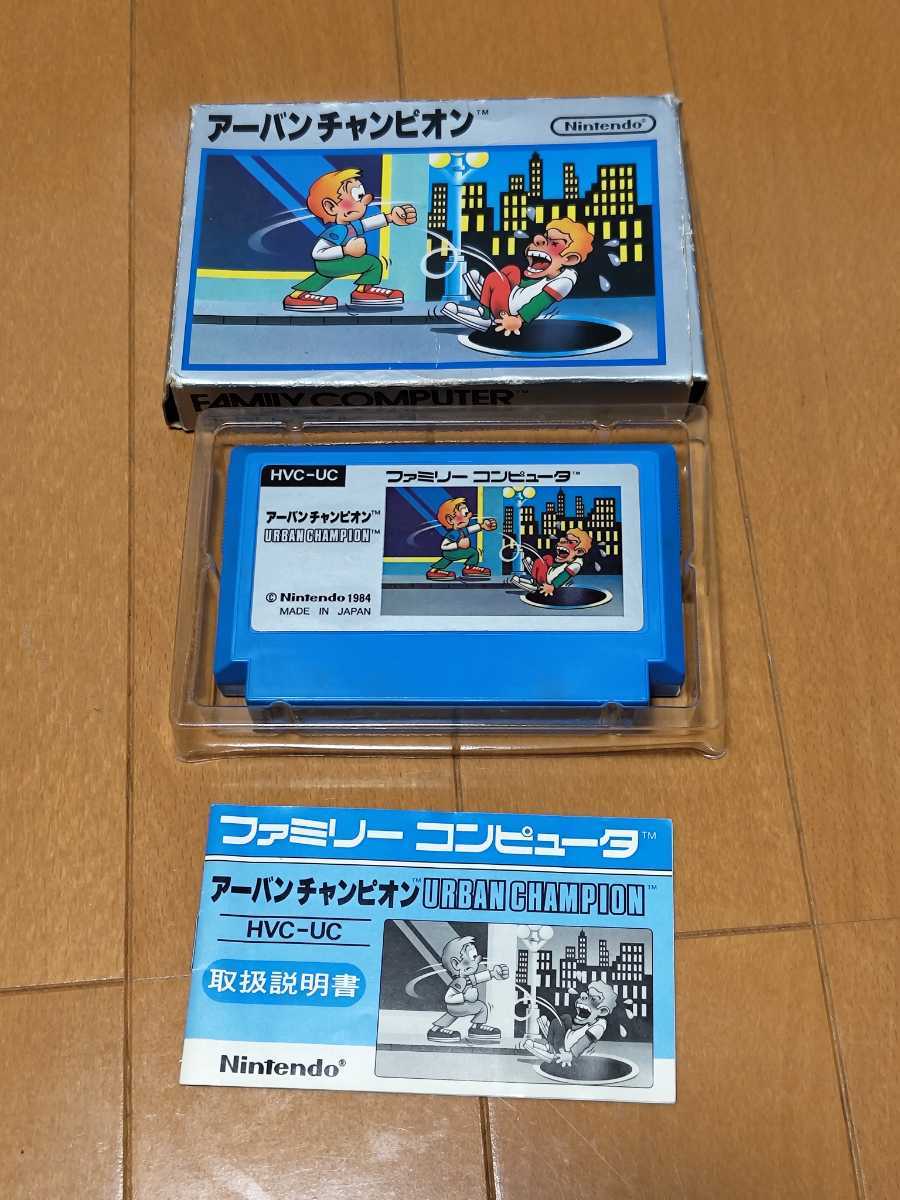 アーバンチャンピオン™
Nintendo®
FAMILY COMPUTER™
HVC-UC
ファミリー コンピュータ™
アーバンチャンピオン™
URBAN CHAMPION™
© Nintendo 1984
MADE IN JAPAN
ファミリー コンピュータ™
アーバンチャンピオン™ URBAN CHAMPION™
HVC-UC
取扱説明書
Nintendo®